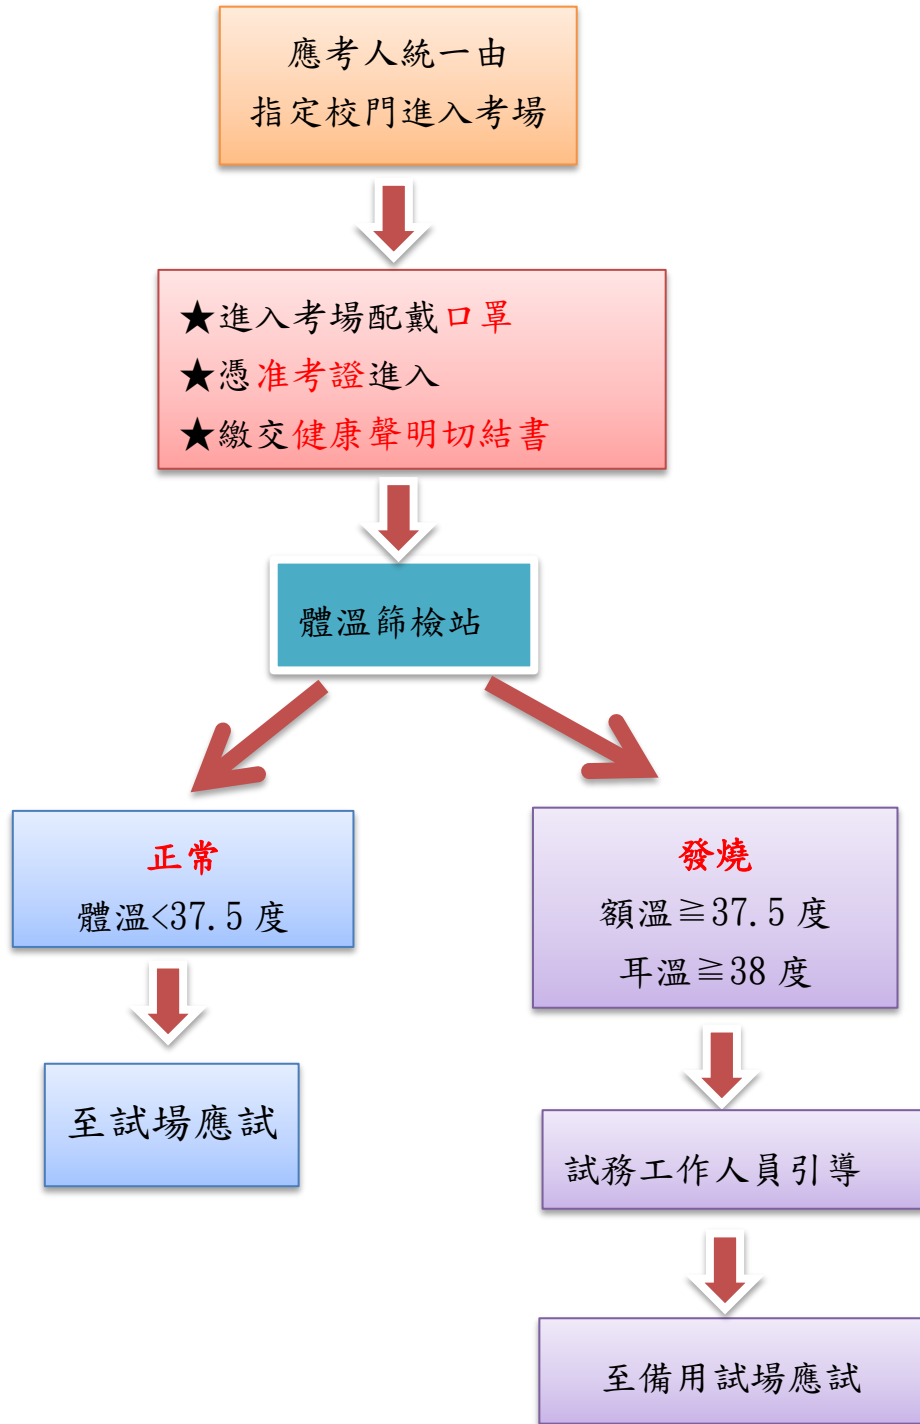 應考人統一由
指定校門進入考場
★進入考場配戴口罩
★憑准考證進入
★繳交健康聲明切結書
體溫篩檢站
正常
體溫<37.5 度
至試場應試
發燒
額溫≧37.5 度
耳溫≧38 度
試務工作人員引導
至備用試場應試